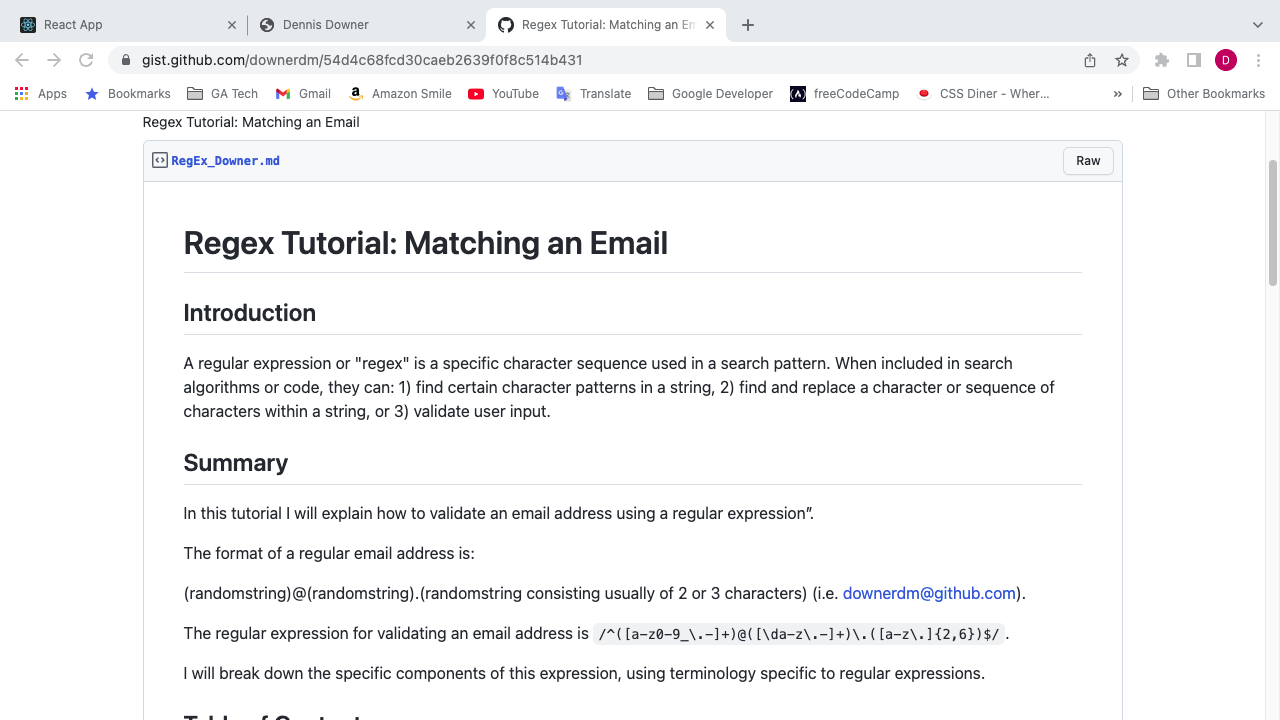 React App
Dennis Downer
Regex Tutorial: Matching an Em
gist.github.com/downerdm/54d4c68fcd30caeb2639f0f8c514b431
D
Apps
Bookmarks
GA Tech
Gmail
Amazon Smile
YouTube
Translate
Google Developer
freeCodeCamp
CSS Diner - Wher...
»
Other Bookmarks
Regex Tutorial: Matching an Email
RegEx_Downer.md
Raw
Regex Tutorial: Matching an Email
Introduction
A regular expression or "regex" is a specific character sequence used in a search pattern. When included in search
algorithms or code, they can: 1) find certain character patterns in a string, 2) find and replace a character or sequence of
characters within a string, or 3) validate user input.
Summary
In this tutorial I will explain how to validate an email address using a regular expression”.
The format of a regular email address is:
(randomstring)@(randomstring).(randomstring consisting usually of 2 or 3 characters) (i.e. downerdm@github.com).
The regular expression for validating an email address is /^([a-z0-9_\.-]+)@([\da-z\.-]+)\.([a-z\.]{2,6})$/.
I will break down the specific components of this expression, using terminology specific to regular expressions.